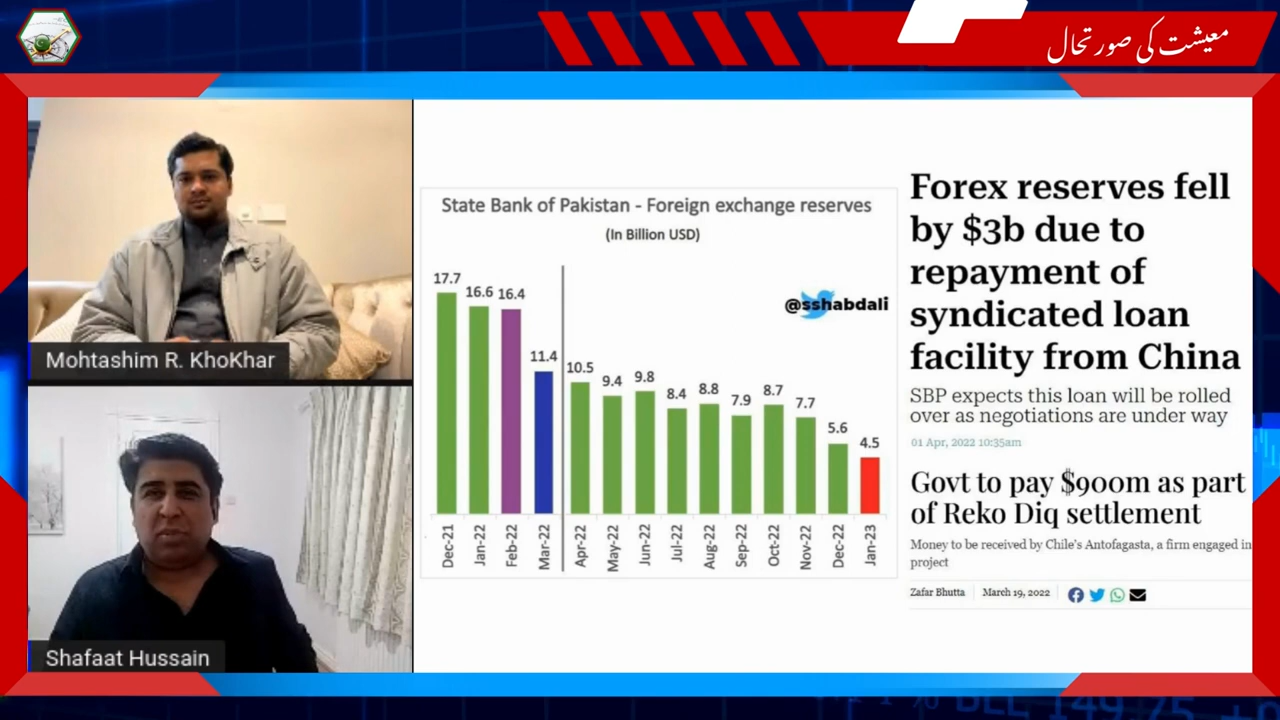 معیشت کی صورتحال
Mohtashim R. KhoKhar
Shafaat Hussain
State Bank of Pakistan - Foreign exchange reserves
(In Billion USD)
@sshabdali
17.7
16.6
16.4
11.4
10.5
9.4
9.8
8.4
8.8
7.9
8.7
7.7
5.6
4.5
Dec-21
Jan-22
Feb-22
Mar-22
Apr-22
May-22
Jun-22
Jul-22
Aug-22
Sep-22
Oct-22
Nov-22
Dec-22
Jan-23
Forex reserves fell
by $3b due to
repayment of
syndicated loan
facility from China
SBP expects this loan will be rolled
over as negotiations are under way
01 Apr, 2022 10:35am
Govt to pay $900m as part
of Reko Diq settlement
Money to be received by Chile's Antofagasta, a firm engaged in
project
Zafar Bhutta
March 19, 2022